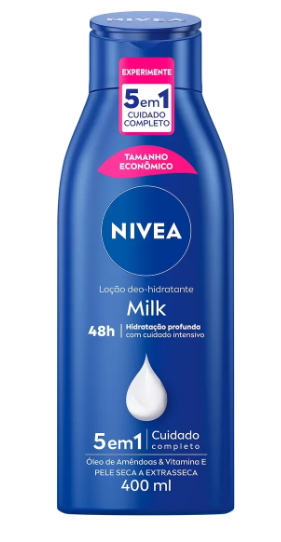 EXPERIMENTE
5 em 1
CUIDADO
COMPLETO
TAMANHO
ECONÔMICO
NIVEA
Loção deo-hidratante
Milk
48h
Hidratação profunda
com cuidado intensivo
5 em 1
Cuidado
completo
Óleo de Amêndoas & Vitamina E
PELE SECA A EXTRASSECA
400 ml